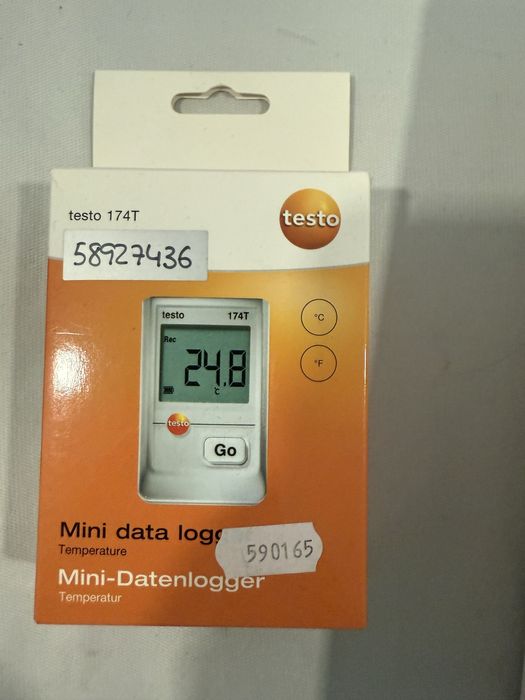 testo 174T
testo
58927436
testo 174T
°C
Rec
24.8
°C
°F
testo
Go
Mini data logg
590165
Temperature
Mini-Datenlogger
Temperatur